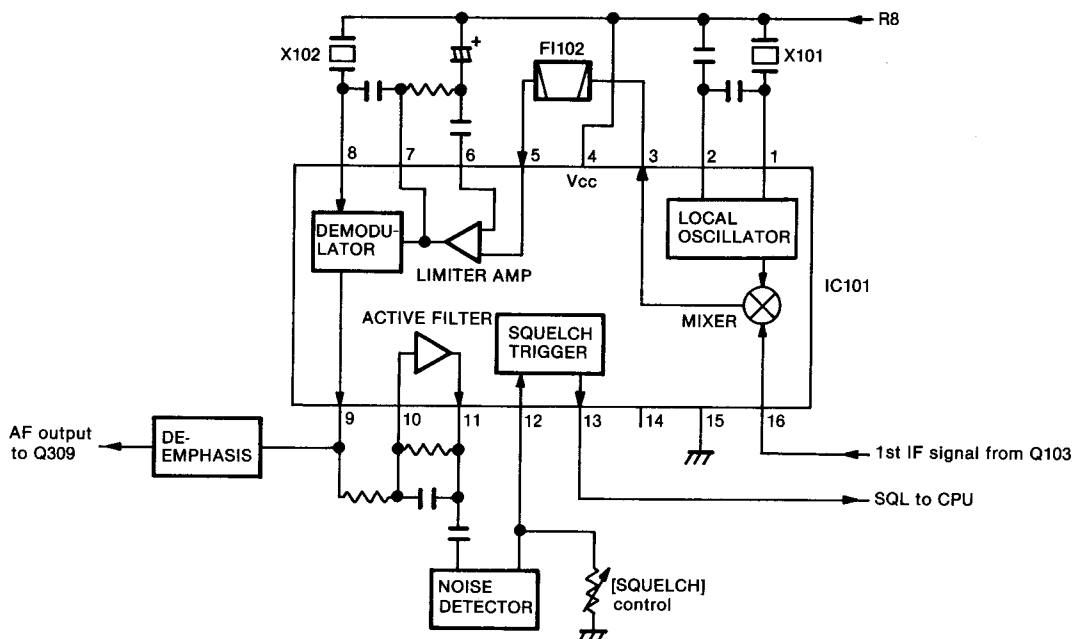 R8
X102
+
FI102
X101
8
7
6
5
4
3
2
1
Vcc
DEMODU-
LATOR
LIMITER AMP
LOCAL
OSCILLATOR
IC101
MIXER
ACTIVE FILTER
SQUELCH
TRIGGER
9
10
11
12
13
14
15
16
AF output
to Q309
DE-
EMPHASIS
1st IF signal from Q103
SQL to CPU
NOISE
DETECTOR
[SQUELCH]
control